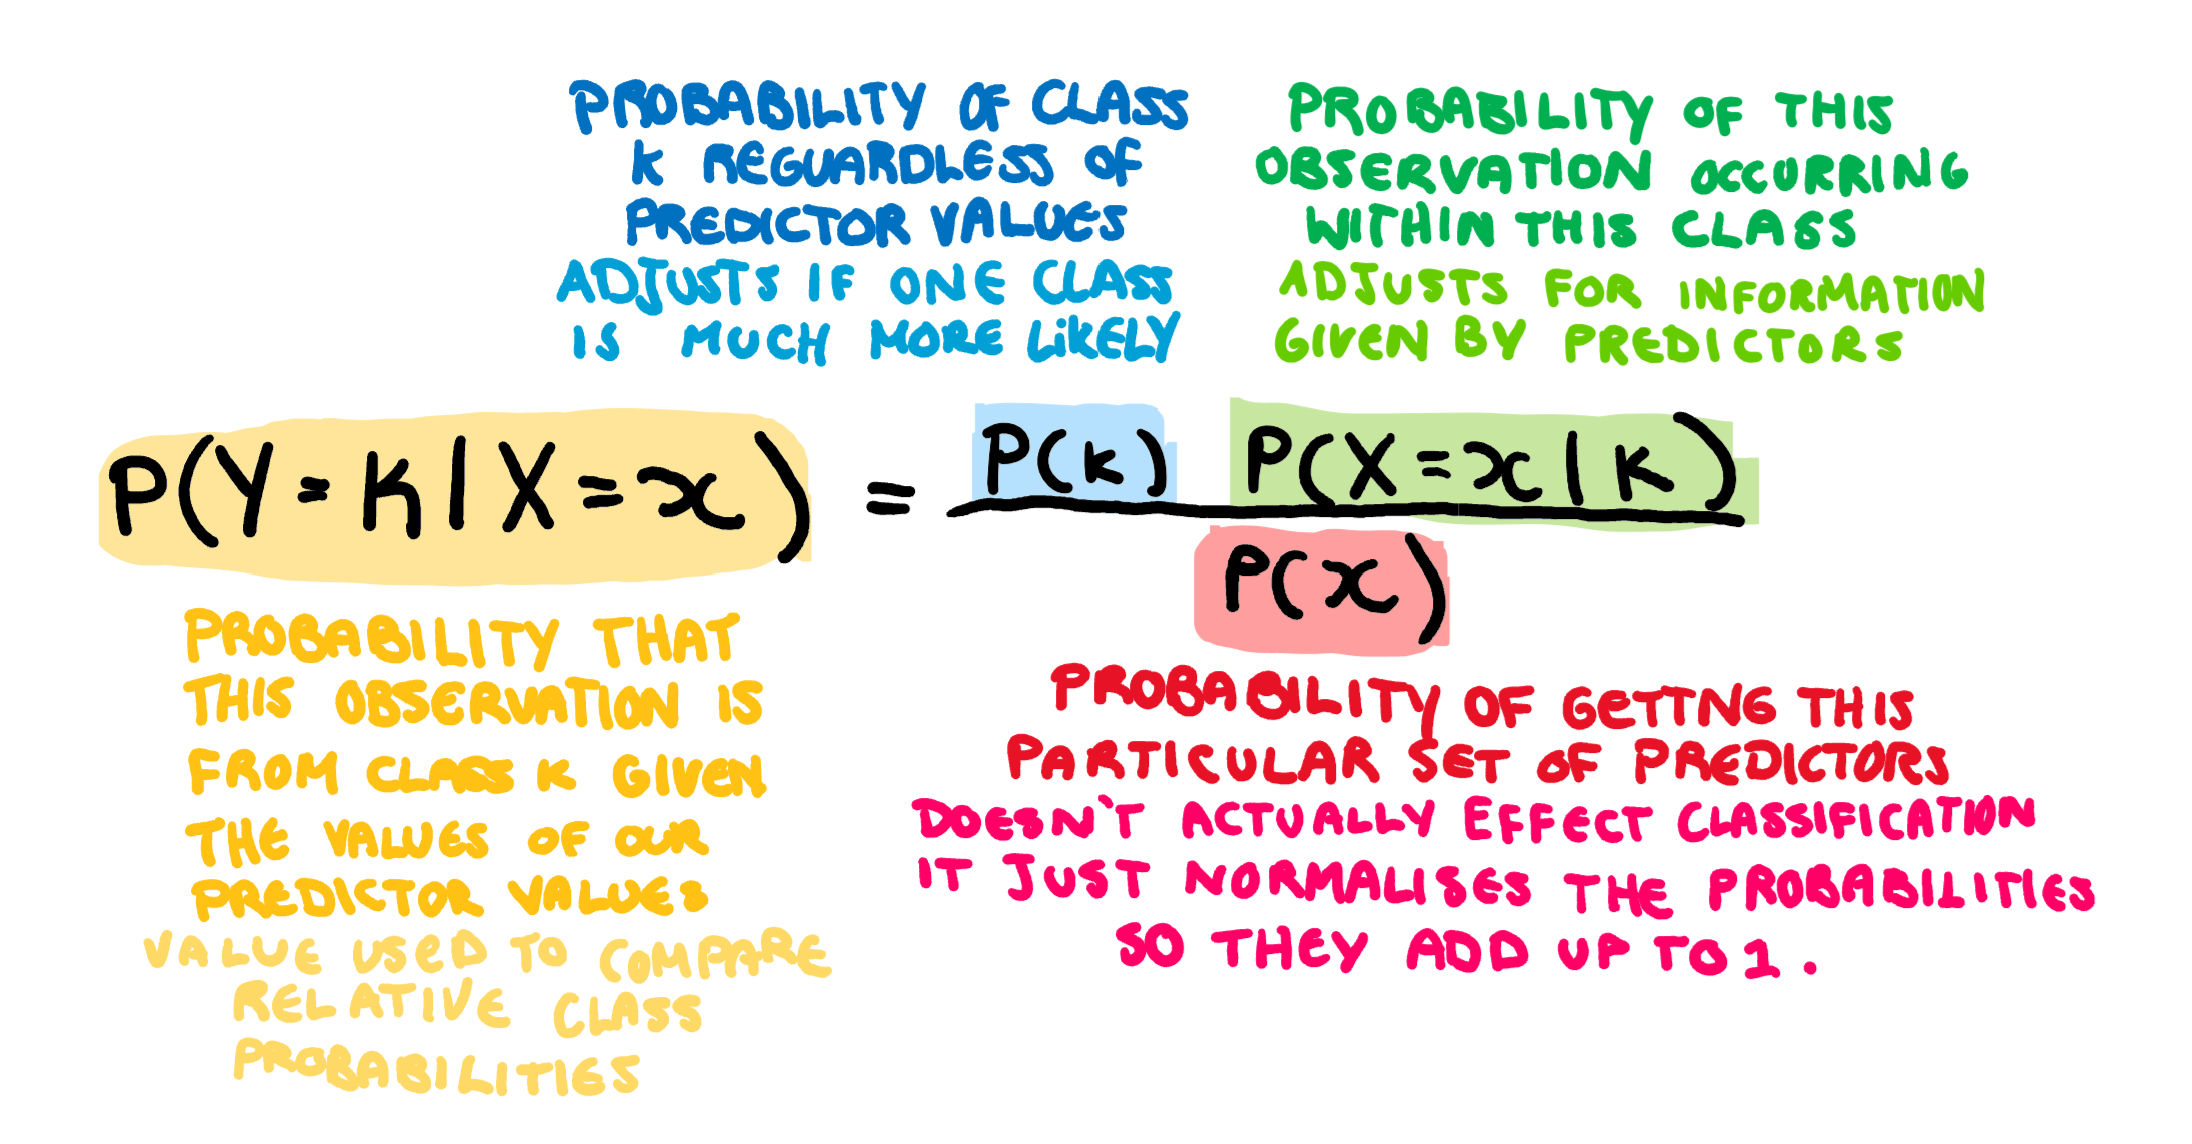 PROBABILITY OF CLASS
K REGUARDLESS OF
PREDICTOR VALUES
ADJUSTS IF ONE CLASS
IS MUCH MORE LIKELY
PROBABILITY OF THIS
OBSERVATION OCCURRING
WITHIN THIS CLASS
ADJUSTS FOR INFORMATION
GIVEN BY PREDICTORS
P(Y=K|X=x) = P(K) P(X=x|K)
P(x)
PROBABILITY THAT
THIS OBSERVATION IS
FROM CLASS K GIVEN
THE VALUES OF OUR
PREDICTOR VALUES
VALUE USED TO COMPARE
RELATIVE CLASS
PROBABILITIES
PROBABILITY OF GETTNG THIS
PARTICULAR SET OF PREDICTORS
DOESN'T ACTUALLY EFFECT CLASSIFICATION
IT JUST NORMALISES THE PROBABILITIES
SO THEY ADD UP TO 1.